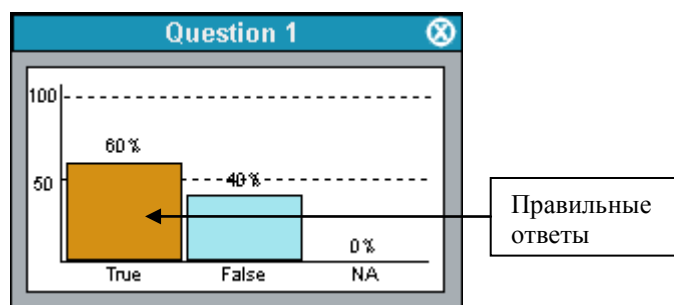 Question 1
100
60%
50
40%
0%
True False NA
Правильные
ответы